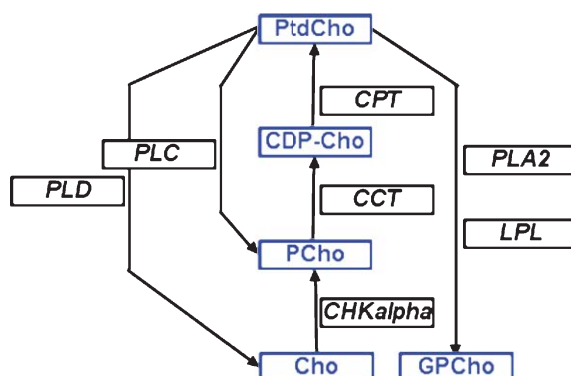 PtdCho
CPT
CDP-Cho
PLC
PLA2
PLD
CCT
LPL
PCho
CHKalpha
Cho
GPCho